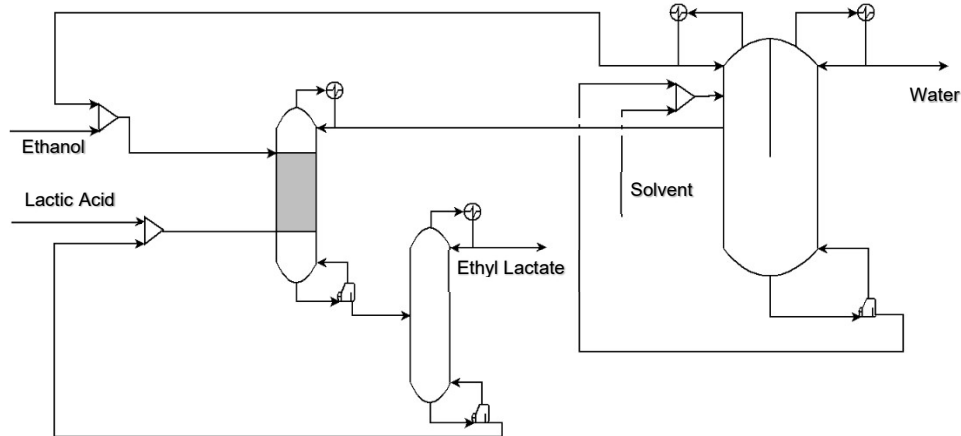 Water
Ethanol
Solvent
Lactic Acid
Ethyl Lactate